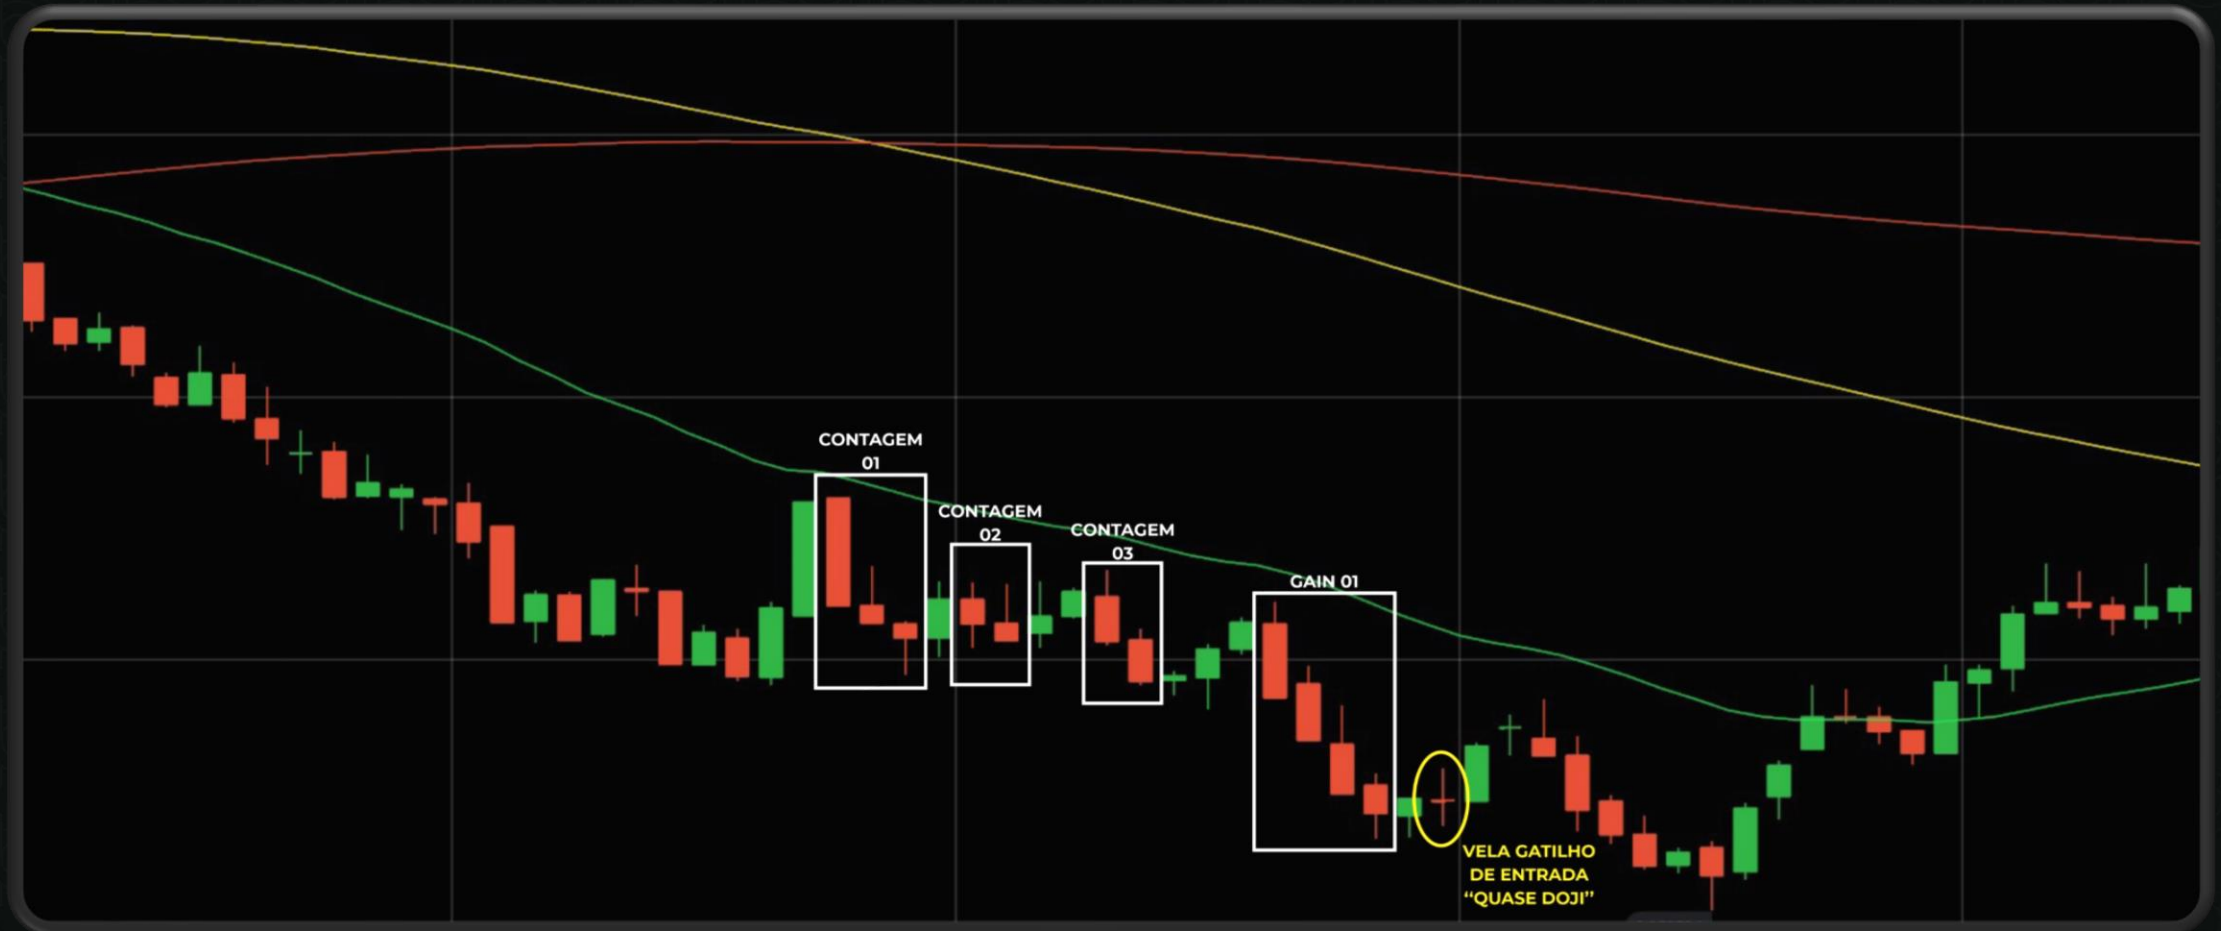 CONTAGEM
01
CONTAGEM
02
CONTAGEM
03
GAIN 01
VELA GATILHO
DE ENTRADA
“QUASE DOJI”